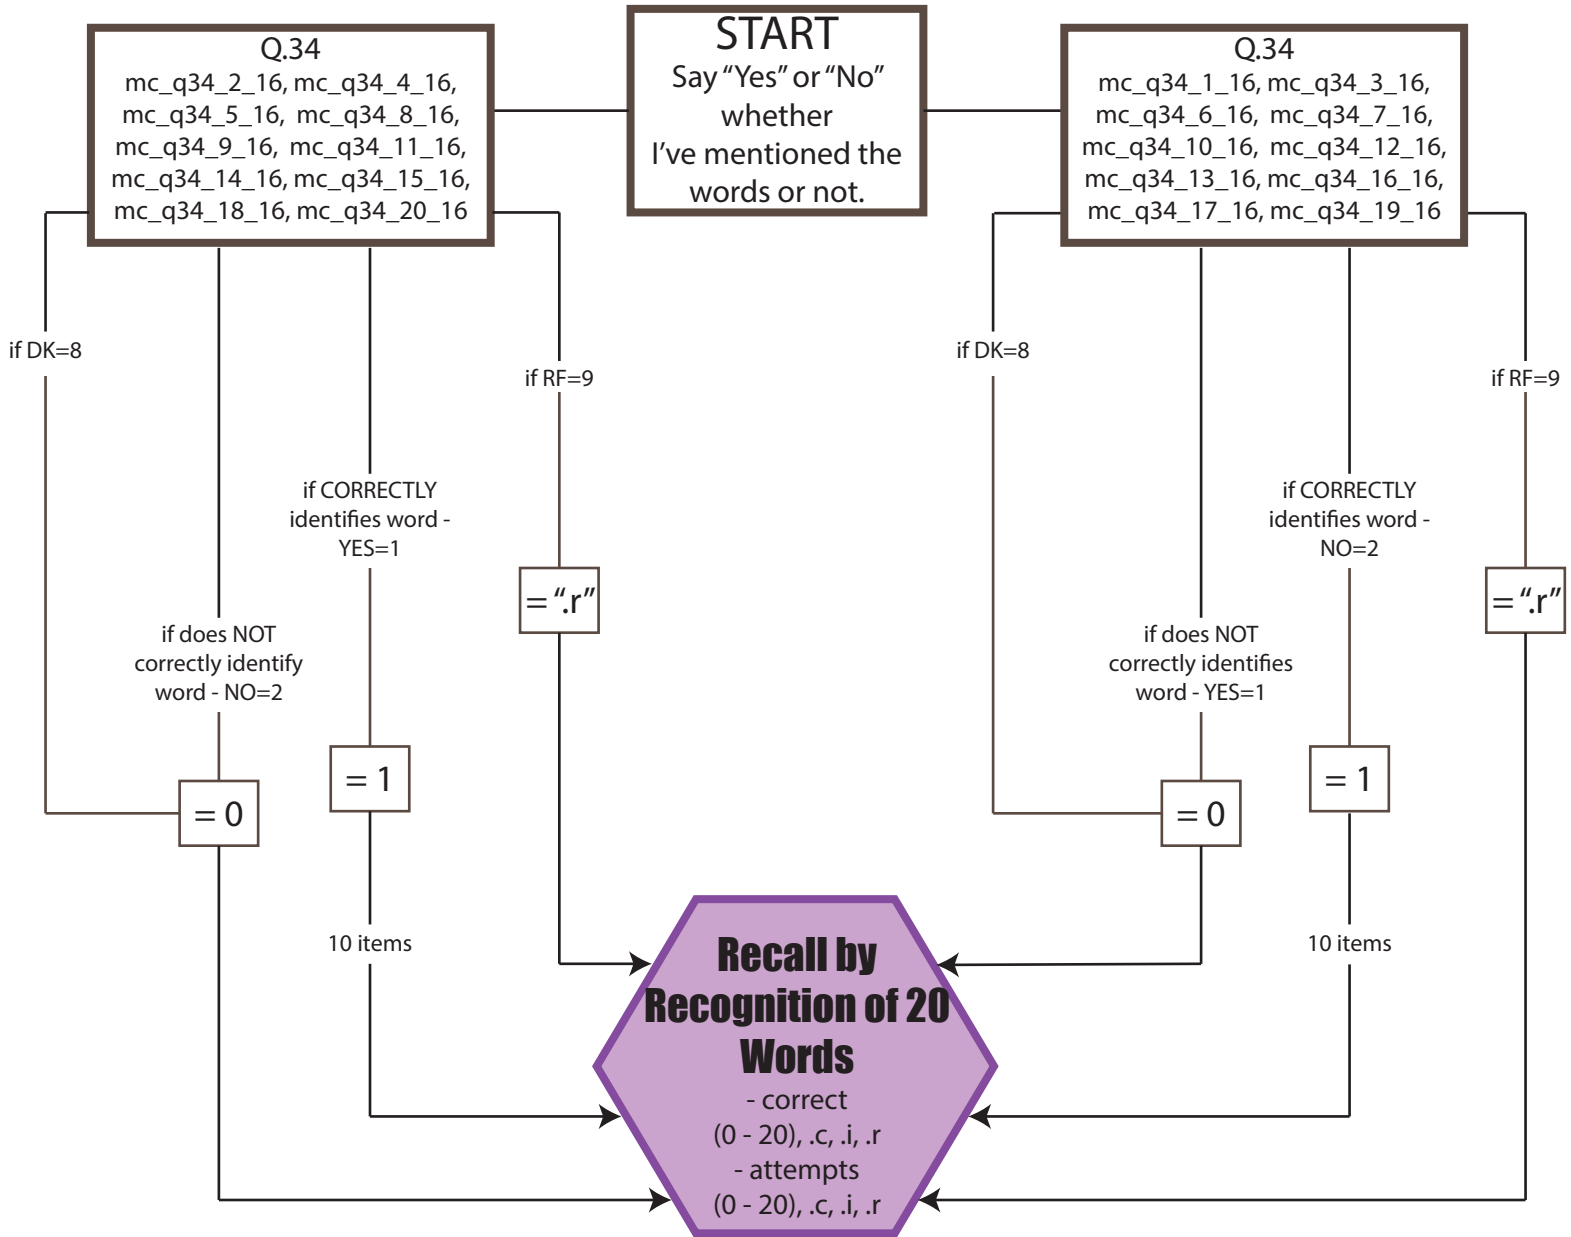 START
Say “Yes” or “No”
whether
I’ve mentioned the
words or not.
Q.34
mc_q34_2_16, mc_q34_4_16,
mc_q34_5_16, mc_q34_8_16,
mc_q34_9_16, mc_q34_11_16,
mc_q34_14_16, mc_q34_15_16,
mc_q34_18_16, mc_q34_20_16
Q.34
mc_q34_1_16, mc_q34_3_16,
mc_q34_6_16, mc_q34_7_16,
mc_q34_10_16, mc_q34_12_16,
mc_q34_13_16, mc_q34_16_16,
mc_q34_17_16, mc_q34_19_16
if DK=8
if does NOT
correctly identify
word - NO=2
= 0
if CORRECTLY
identifies word -
YES=1
= 1
10 items
if RF=9
= “.r”
if DK=8
if does NOT
correctly identifies
word - YES=1
= 0
if CORRECTLY
identifies word -
NO=2
= 1
10 items
if RF=9
= “.r”
Recall by
Recognition of 20
Words
- correct
(0 - 20), .c, .i, .r
- attempts
(0 - 20), .c, .i, .r